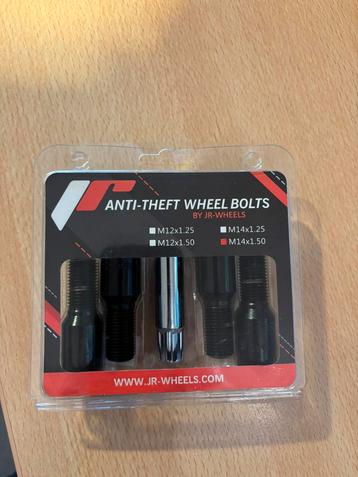 JR
ANTI-THEFT WHEEL BOLTS
BY JR-WHEELS
M12x1.25 M14x1.25
M12x1.50 M14x1.50
WWW.JR-WHEELS.COM